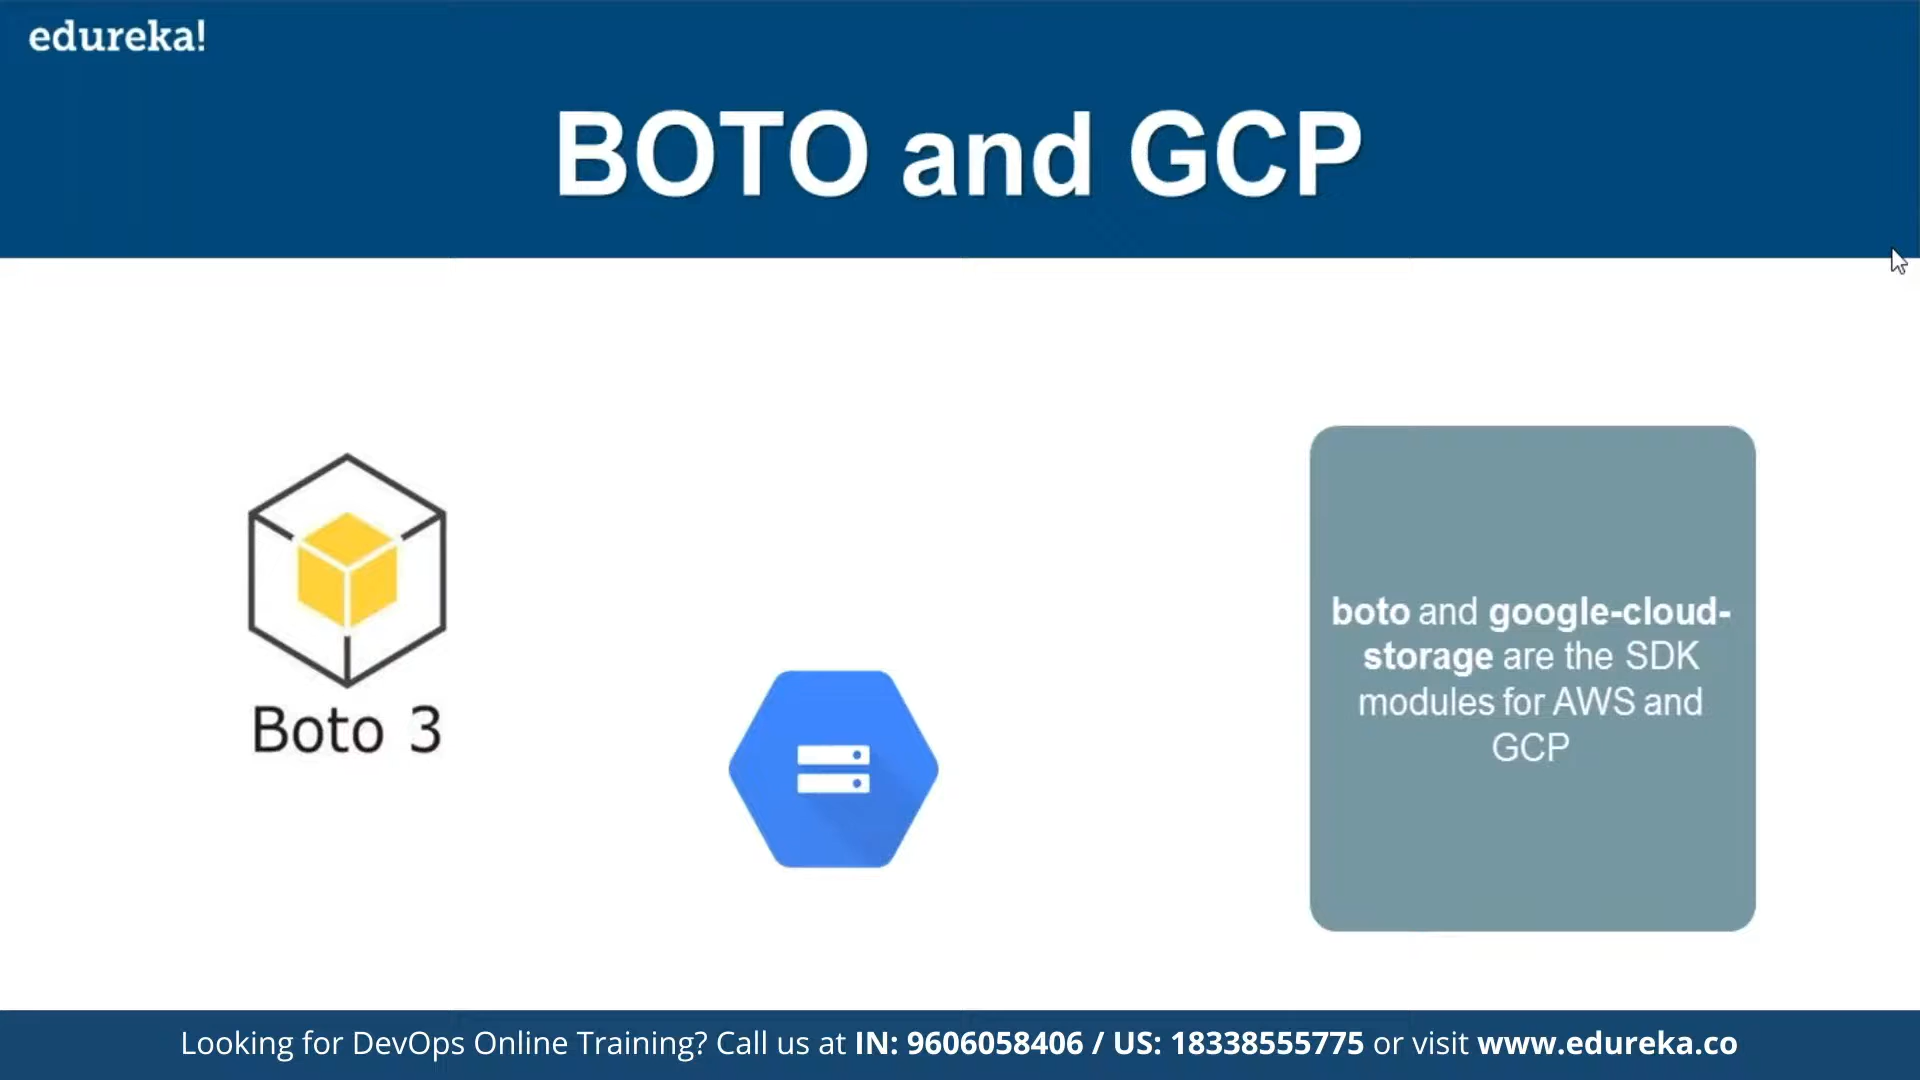 edureka!
BOTO and GCP
Boto 3
boto and google-cloud-
storage are the SDK
modules for AWS and
GCP
Looking for DevOps Online Training? Call us at IN: 9606058406 / US: 18338555775 or visit www.edureka.co